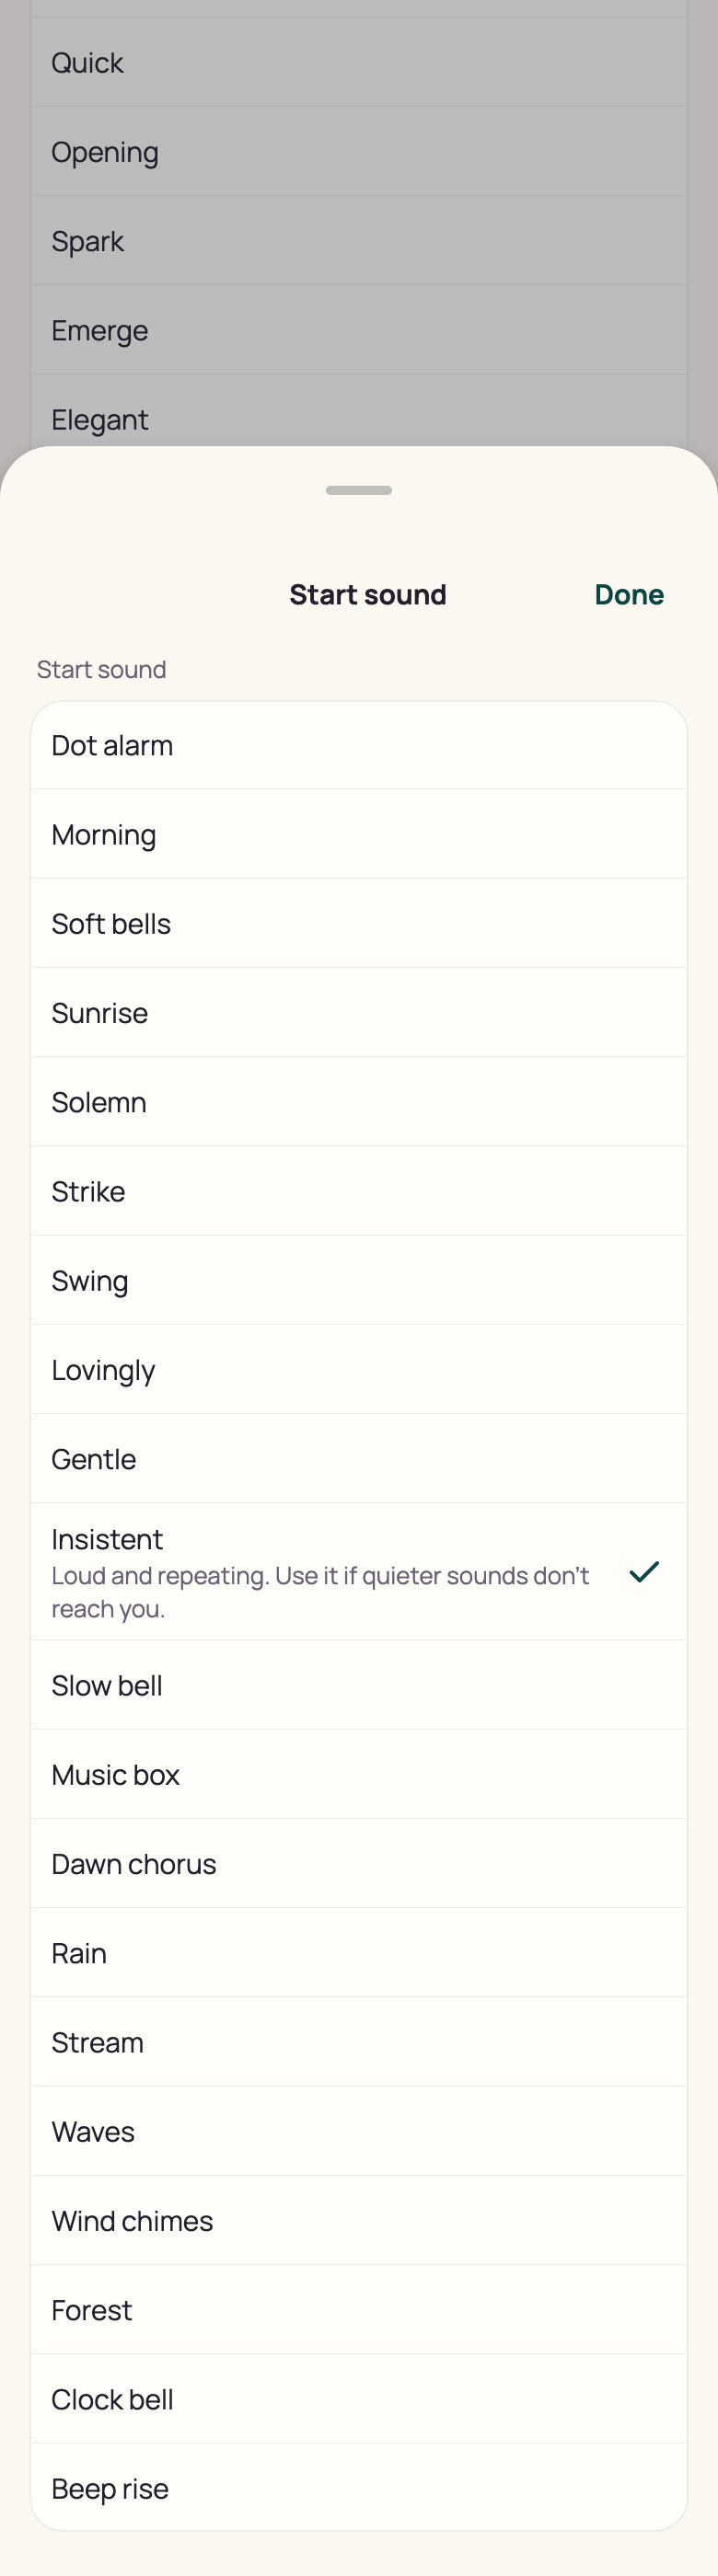 Quick
Opening
Spark
Emerge
Elegant
Start sound
Done
Start sound
Dot alarm
Morning
Soft bells
Sunrise
Solemn
Strike
Swing
Lovingly
Gentle
Insistent
Loud and repeating. Use it if quieter sounds don't
reach you.
Slow bell
Music box
Dawn chorus
Rain
Stream
Waves
Wind chimes
Forest
Clock bell
Beep rise